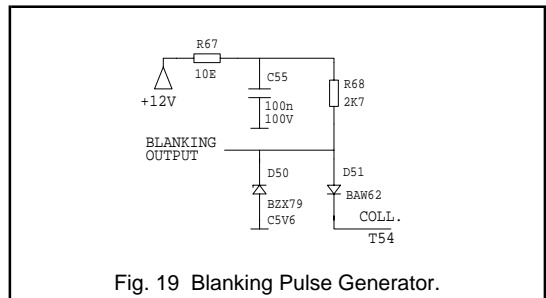 R67
10E
C55
R68
2K7
+12V
100n
100V
BLANKING
OUTPUT
D50
D51
BZX79
BAW62
C5V6
COLL.
T54
Fig. 19 Blanking Pulse Generator.